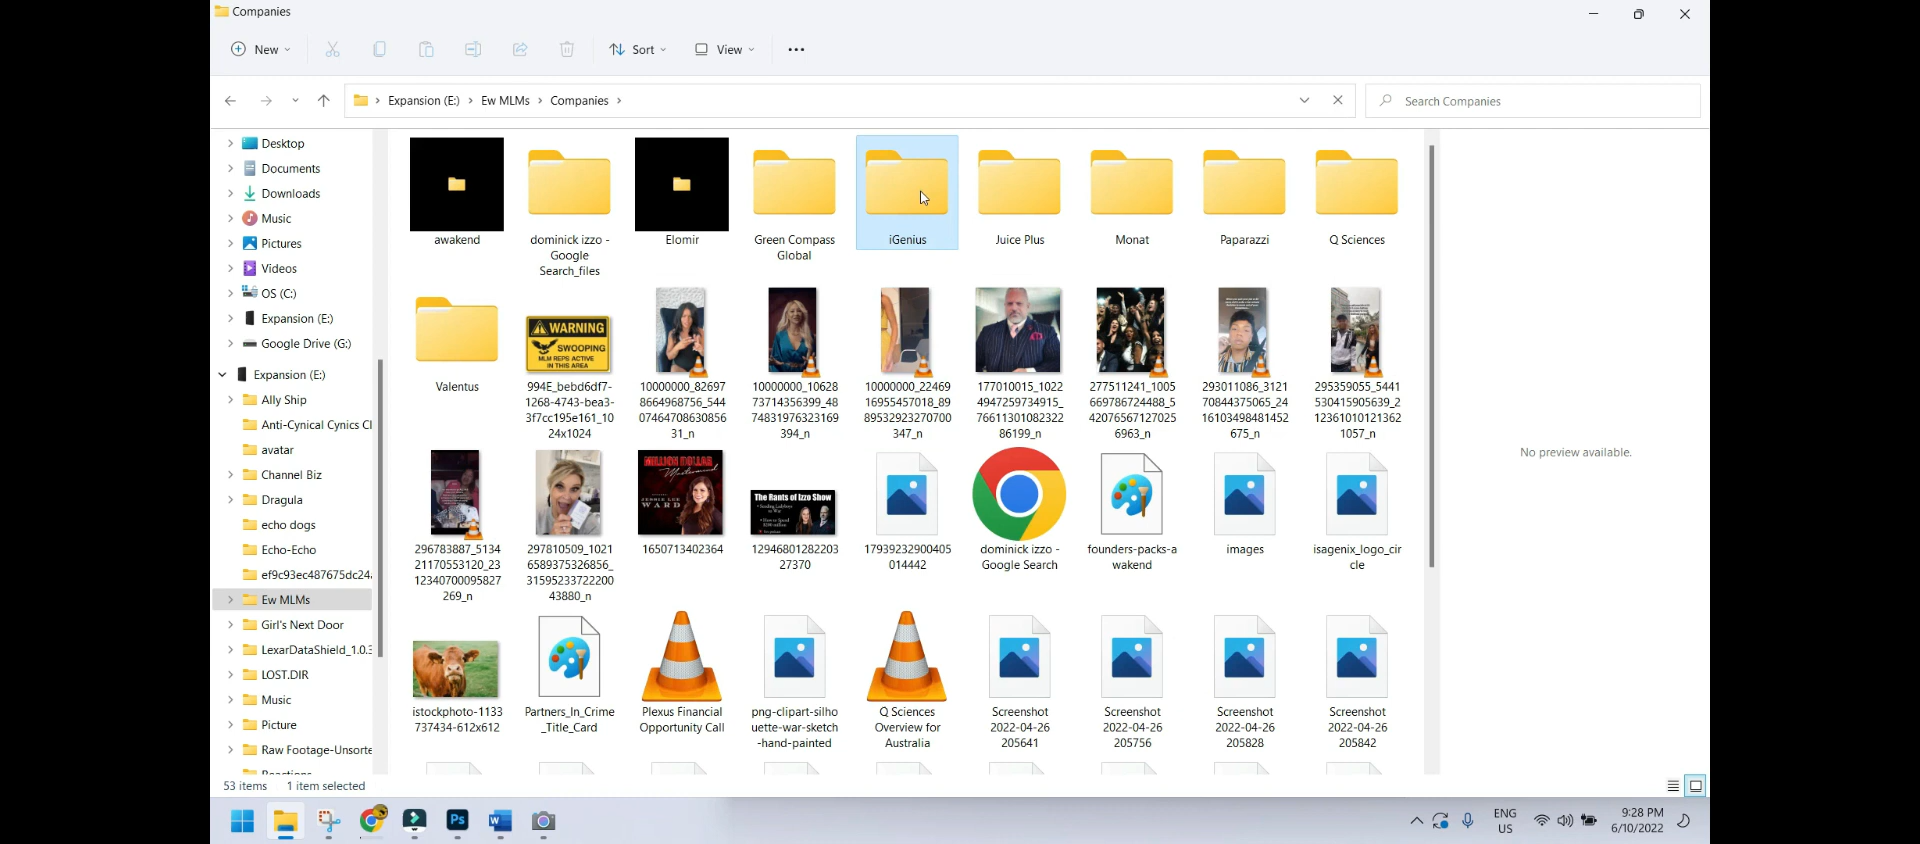 Companies
New
Sort
View
Expansion (E:) > Ew MLMs > Companies >
Search Companies
Desktop
Documents
Downloads
Music
Pictures
Videos
OS (C:)
Expansion (E:)
Google Drive (G:)
Expansion (E:)
Ally Ship
Anti-Cynical Cynics Cl
avatar
Channel Biz
Dragula
echo dogs
Echo-Echo
ef9c93ec487675dc24
Ew MLMs
Girl's Next Door
LexarDataShield_1.0.3
LOST.DIR
Music
Picture
Raw Footage-Unsorte
Reactions
awakend
dominick izzo -
Google
Search_files
Elomir
Green Compass
Global
iGenius
Juice Plus
Monat
Paparazzi
Q Sciences
Valentus
WARNING
SWOOPING
MLM REPS ACTIVE
IN THIS AREA
994E_bebd6df7-
1268-4743-bea3-
3f7cc195e161_10
24x1024
10000000_82697
8664968756_544
07464708630856
31_n
10000000_10628
73714356399_48
74831976323169
394_n
10000000_22469
16955457018_89
89532923270700
347_n
177010015_1022
4947259734915_
76611301082322
86199_n
277511241_1005
669786724488_5
42076567127025
6963_n
293011086_3121
70844375065_24
16103498481452
675_n
295359055_5441
530415905639_2
12361010121362
1057_n
296783887_5134
21170553120_23
12340700095827
269_n
297810509_1021
6589375326856_
31595233722200
43880_n
MILLION DOLLAR
Mastermind
JESSIE LEE
WARD
1650713402364
The Rants of Izzo Show
12946801282203
27370
17939232900405
014442
dominick izzo -
Google Search
founders-packs-a
wakend
images
isagenix_logo_cir
cle
istockphoto-1133
737434-612x612
Partners_In_Crime
_Title_Card
Plexus Financial
Opportunity Call
png-clipart-silho
uette-war-sketch
-hand-painted
Q Sciences
Overview for
Australia
Screenshot
2022-04-26
205641
Screenshot
2022-04-26
205756
Screenshot
2022-04-26
205828
Screenshot
2022-04-26
205842
No preview available.
53 items
1 item selected
Ps
W
ENG
US
9:28 PM
6/10/2022